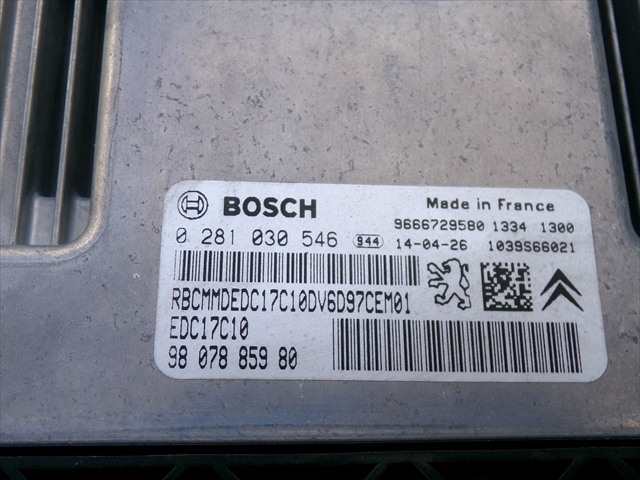 BOSCH
Made in France
0 281 030 546 944
9666729580 1334 1300
14-04-26 1039S66021
RBCMMDEDC17C10DV6D97CEM01
EDC17C10
98 078 859 80